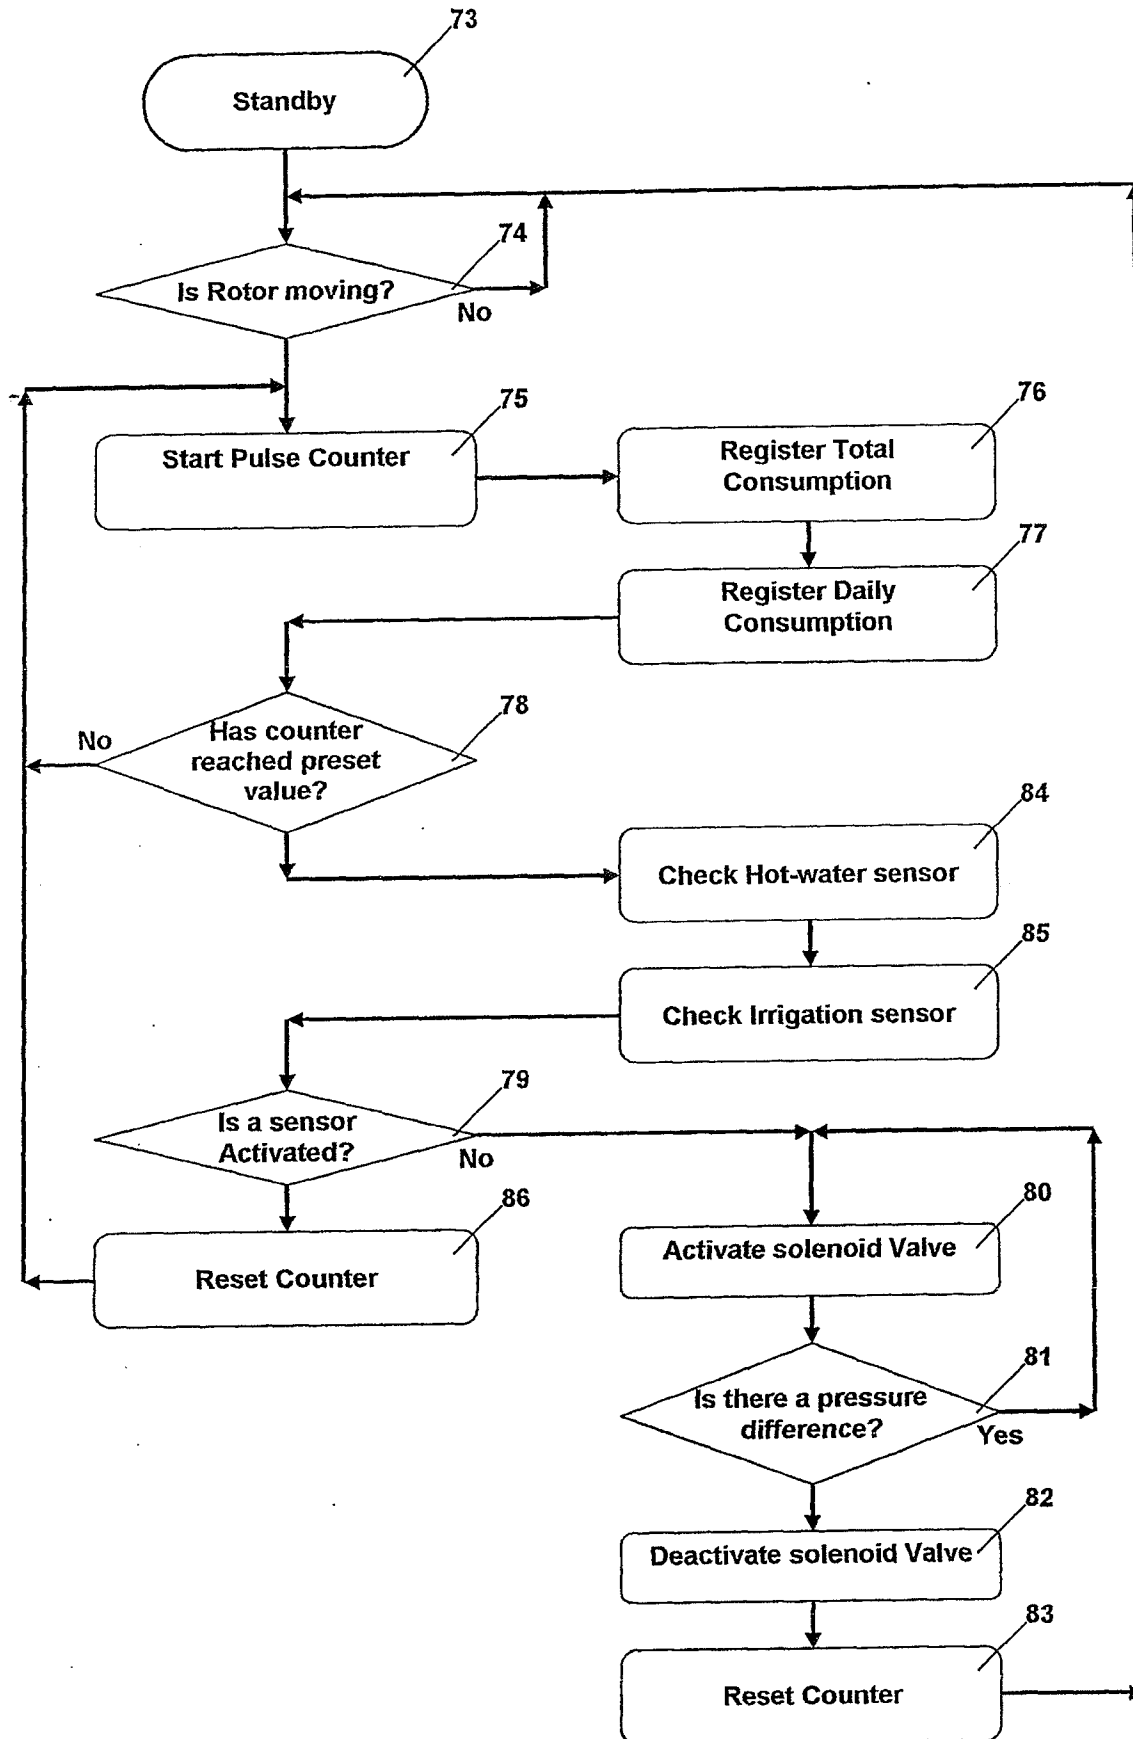 73
Standby
74
Is Rotor moving?
No
75
Start Pulse Counter
76
Register Total
Consumption
77
Register Daily
Consumption
78
Has counter
reached preset
value?
No
84
Check Hot-water sensor
85
Check Irrigation sensor
79
Is a sensor
Activated?
No
86
Reset Counter
80
Activate solenoid Valve
81
Is there a pressure
difference?
Yes
82
Deactivate solenoid Valve
83
Reset Counter